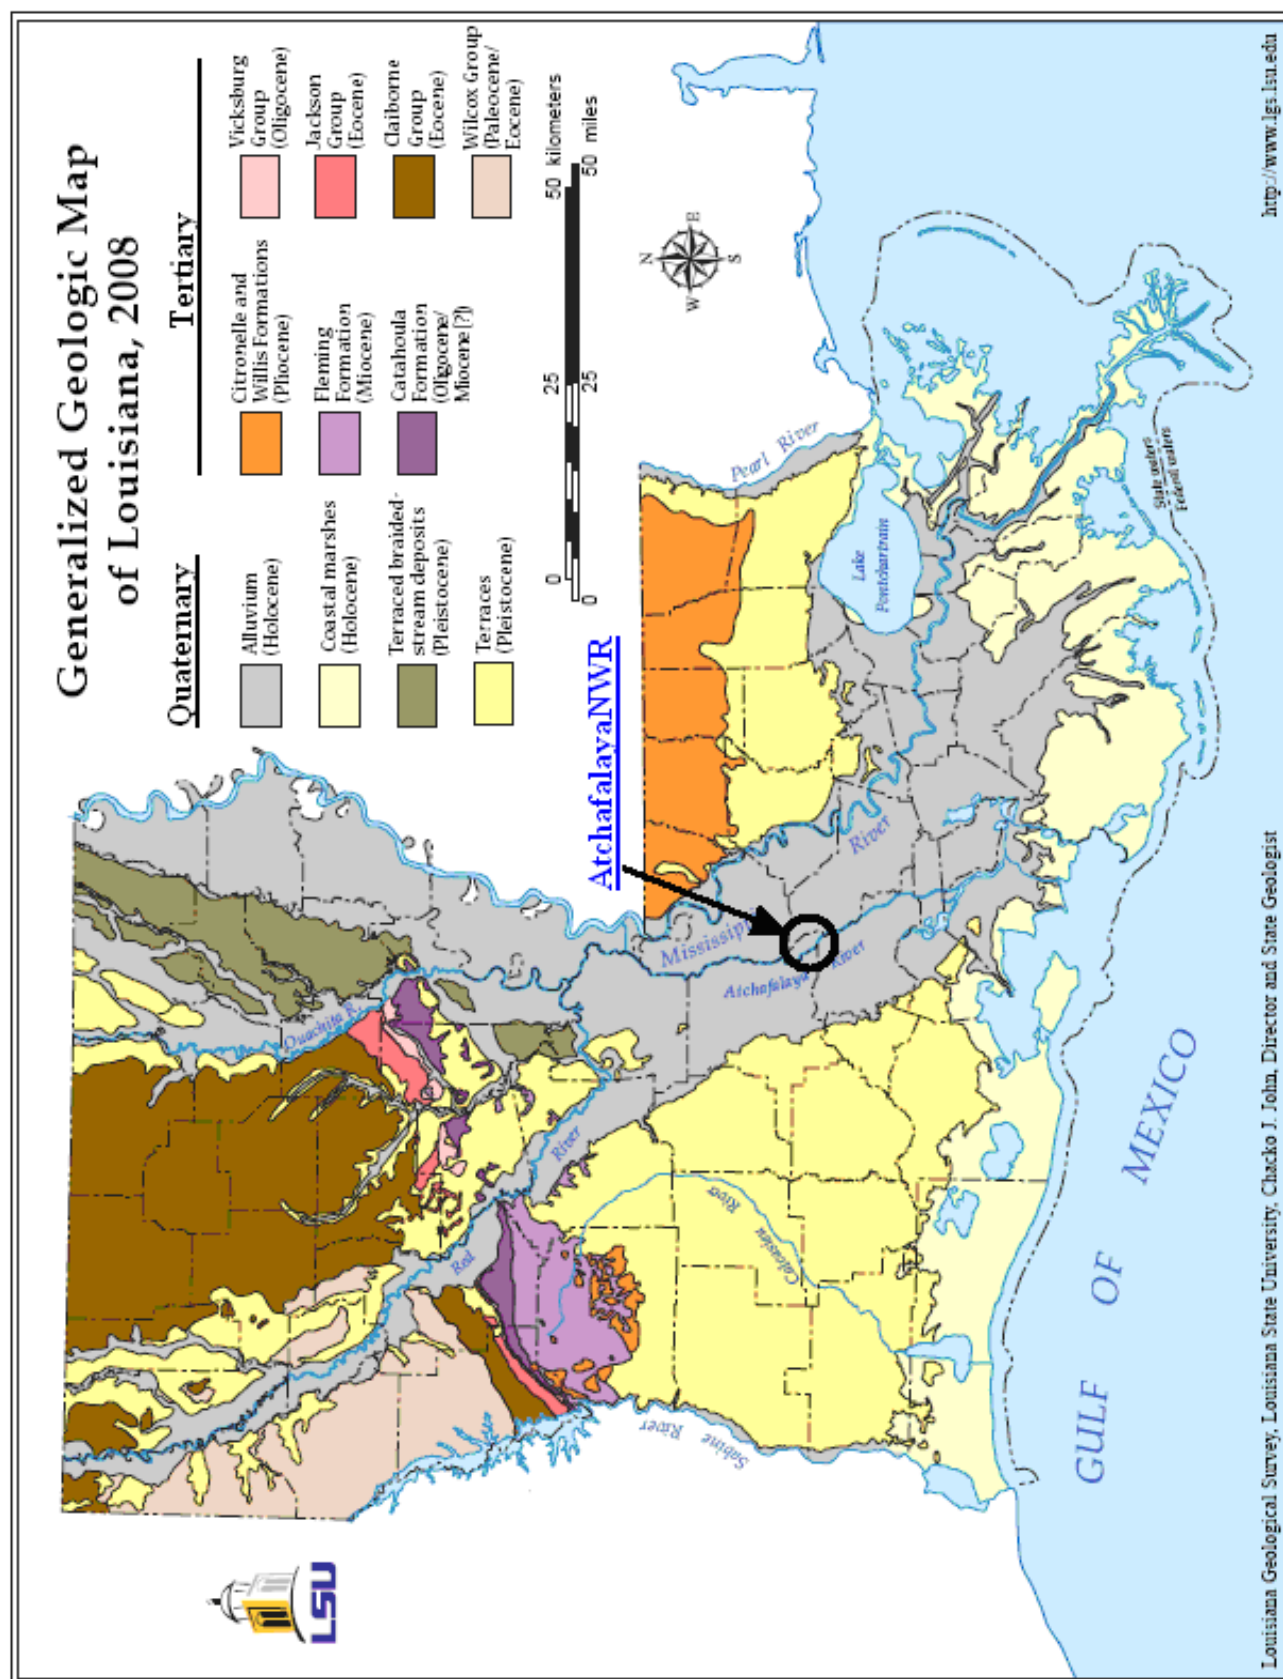 Generalized Geologic Map
of Louisiana, 2008
Quaternary
Alluvium
(Holocene)
Coastal marshes
(Holocene)
Terraced braided-
stream deposits
(Pleistocene)
Terraces
(Pleistocene)
Tertiary
Citronelle and
Willis Formations
(Pliocene)
Fleming
Formation
(Miocene)
Catahoula
Formation
(Oligocene/
Miocene [?])
Vicksburg
Group
(Oligocene)
Jackson
Group
(Eocene)
Claiborne
Group
(Eocene)
Wilcox Group
(Paleocene/
Eocene)
0 25 50 kilometers
0 25 50 miles
N
W E
S
AtchafalayaNWR
Ouachita R.
Red River
Mississippi River
Atchafalaya River
Calcasieu River
Sabine River
Pearl River
Lake
Pontchartrain
State waters
Federal waters
GULF OF MEXICO
LSU
Louisiana Geological Survey, Louisiana State University, Chacko J. John, Director and State Geologist
http://www.lgs.lsu.edu